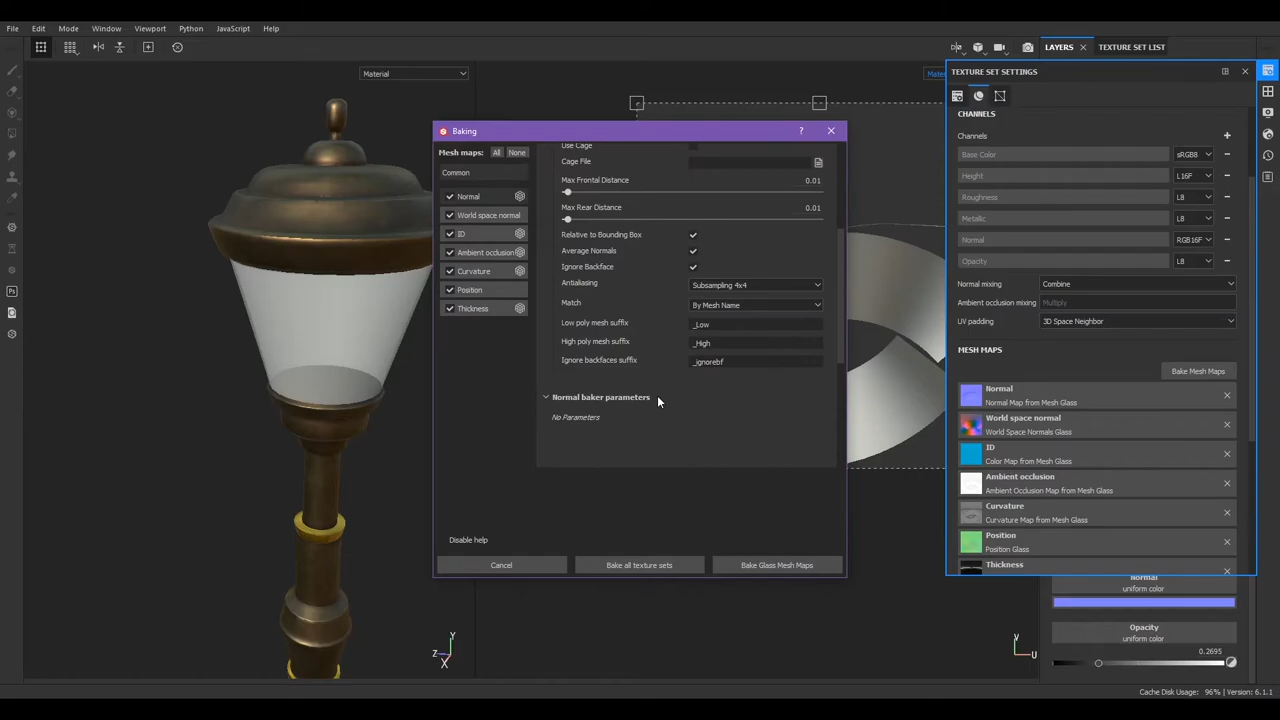 File Edit Mode Window Viewport Python JavaScript Help
LAYERS TEXTURE SET LIST
Material
Mater
TEXTURE SET SETTINGS
CHANNELS
Channels
Base Color sRGB8
Height L16F
Roughness L8
Metallic L8
Normal RGB16F
Opacity L8
Normal mixing Combine
Ambient occlusion mixing Multiply
UV padding 3D Space Neighbor
MESH MAPS
Bake Mesh Maps
Normal
Normal Map from Mesh Glass
World space normal
World Space Normals Glass
ID
Color Map from Mesh Glass
Ambient occlusion
Ambient Occlusion Map from Mesh Glass
Curvature
Curvature Map from Mesh Glass
Position
Position Glass
Thickness
Normal
uniform color
Opacity
uniform color
0.2695
Baking ?
Mesh maps: All None
Common
Normal
World space normal
ID
Ambient occlusion
Curvature
Position
Thickness
Use Cage
Cage File
Max Frontal Distance 0.01
Max Rear Distance 0.01
Relative to Bounding Box
Average Normals
Ignore Backface
Antialiasing Subsampling 4x4
Match By Mesh Name
Low poly mesh suffix _Low
High poly mesh suffix _High
Ignore backfaces suffix _ignorebf
Normal baker parameters
No Parameters
Disable help
Cancel Bake all texture sets Bake Glass Mesh Maps
Y
Z
X
V
U
Ps
Cache Disk Usage: 96% | Version: 6.1.1